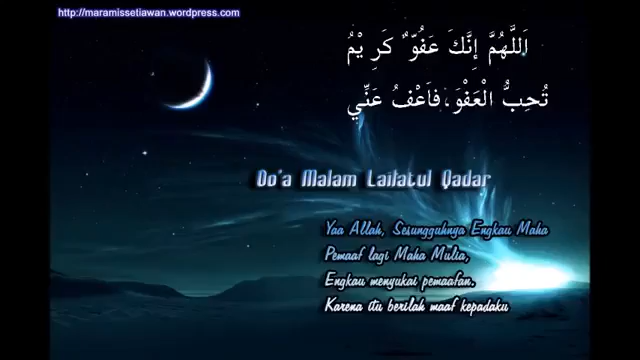 http://maramissetiawan.wordpress.com
اَللَّهُمَّ إِنَّكَ عَفُوٌّ كَرِ يْمُ
تُحِبُّ الْعَفْوَ، فَاَعْفُ عَنِّي
Do'a Malam Lailatul Qadar
Yaa Allah, Sesungguhnya Engkau Maha
Pemaaf lagi Maha Mulia,
Engkau menyukai pemaafan.
Karena itu berilah maaf kepadaku